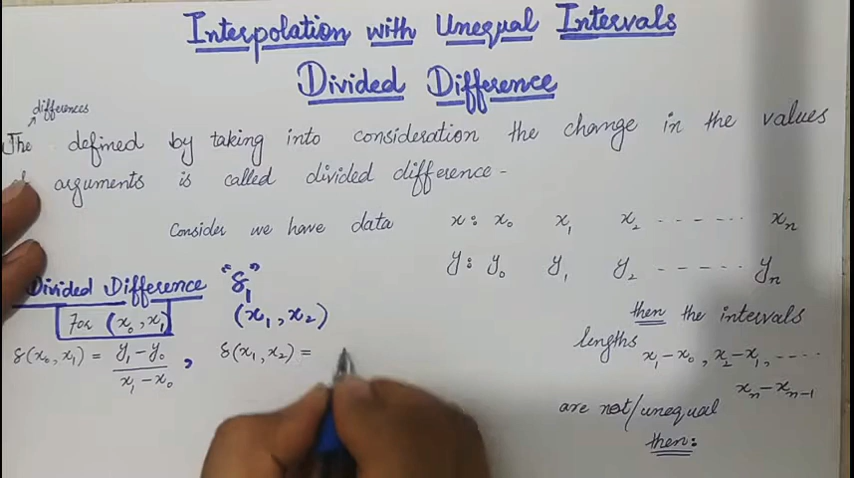 Interpolation with Unequal Intervals
Divided Difference
differences
The defined by taking into consideration the change in the values
arguments is called divided difference -
Consider we have data x : x₀ x₁ x₂ - - - - - - - xₙ
y : y₀ y₁ y₂ - - - - - - yₙ
Divided Difference "δ"
For (x₀, x₁) (x₁, x₂)
δ(x₀, x₁) = y₁ - y₀ / x₁ - x₀ , δ(x₁, x₂) =
then the intervals
lengths x₁-x₀, x₂-x₁, - - - -
xₙ-xₙ₋₁
are not/unequal
then: